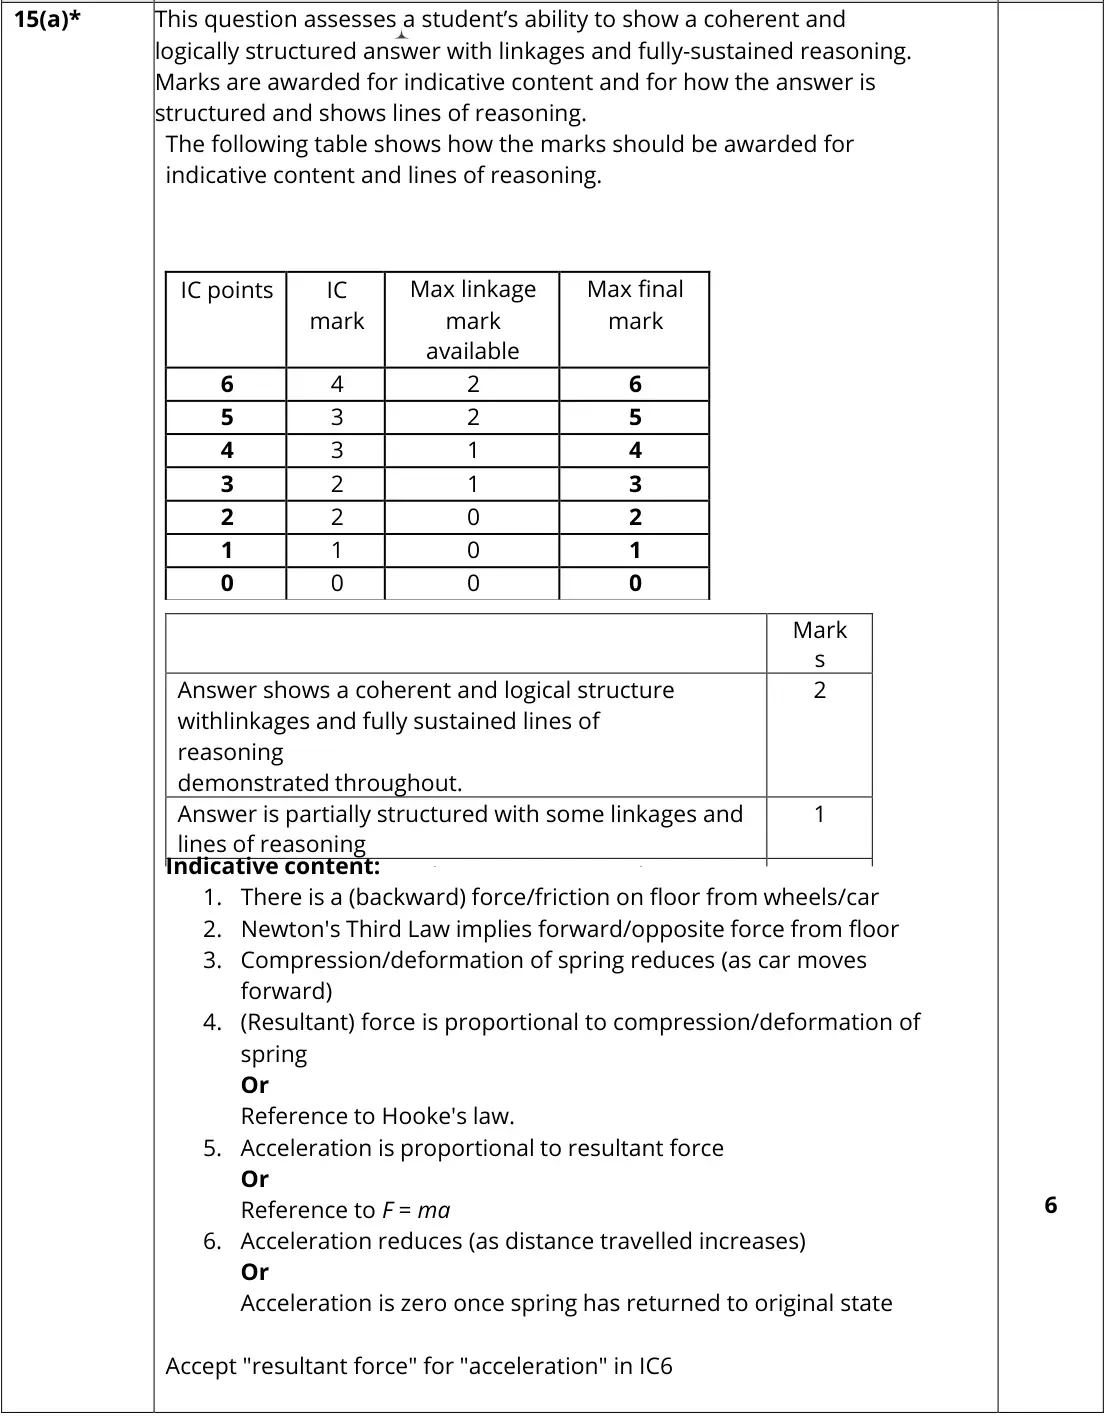 15(a)*
This question assesses a student's ability to show a coherent and
logically structured answer with linkages and fully-sustained reasoning.
Marks are awarded for indicative content and for how the answer is
structured and shows lines of reasoning.
The following table shows how the marks should be awarded for
indicative content and lines of reasoning.
IC points IC mark Max linkage mark available Max final mark
6 4 2 6
5 3 2 5
4 3 1 4
3 2 1 3
2 2 0 2
1 1 0 1
0 0 0 0
Mark
s
Answer shows a coherent and logical structure 2
withlinkages and fully sustained lines of
reasoning
demonstrated throughout.
Answer is partially structured with some linkages and 1
lines of reasoning
Indicative content:
1. There is a (backward) force/friction on floor from wheels/car
2. Newton's Third Law implies forward/opposite force from floor
3. Compression/deformation of spring reduces (as car moves
forward)
4. (Resultant) force is proportional to compression/deformation of
spring
Or
Reference to Hooke's law.
5. Acceleration is proportional to resultant force
Or
Reference to F = ma
6. Acceleration reduces (as distance travelled increases)
Or
Acceleration is zero once spring has returned to original state
Accept "resultant force" for "acceleration" in IC6
6